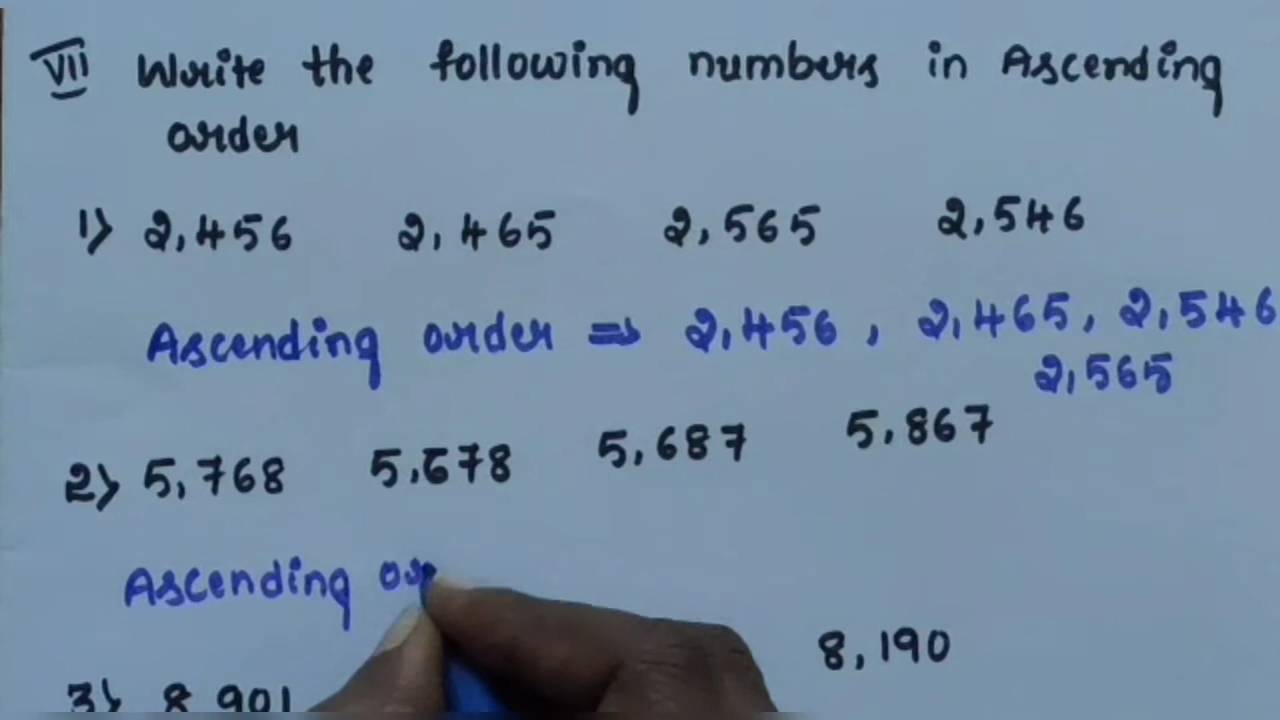 VII Write the following numbers in Ascending
order
1) 2,456 2,465 2,565 2,546
Ascending order ⇒ 2,456, 2,465, 2,546
2,565
2) 5,768 5,678 5,687 5,867
Ascending
3) 8,901 8,190